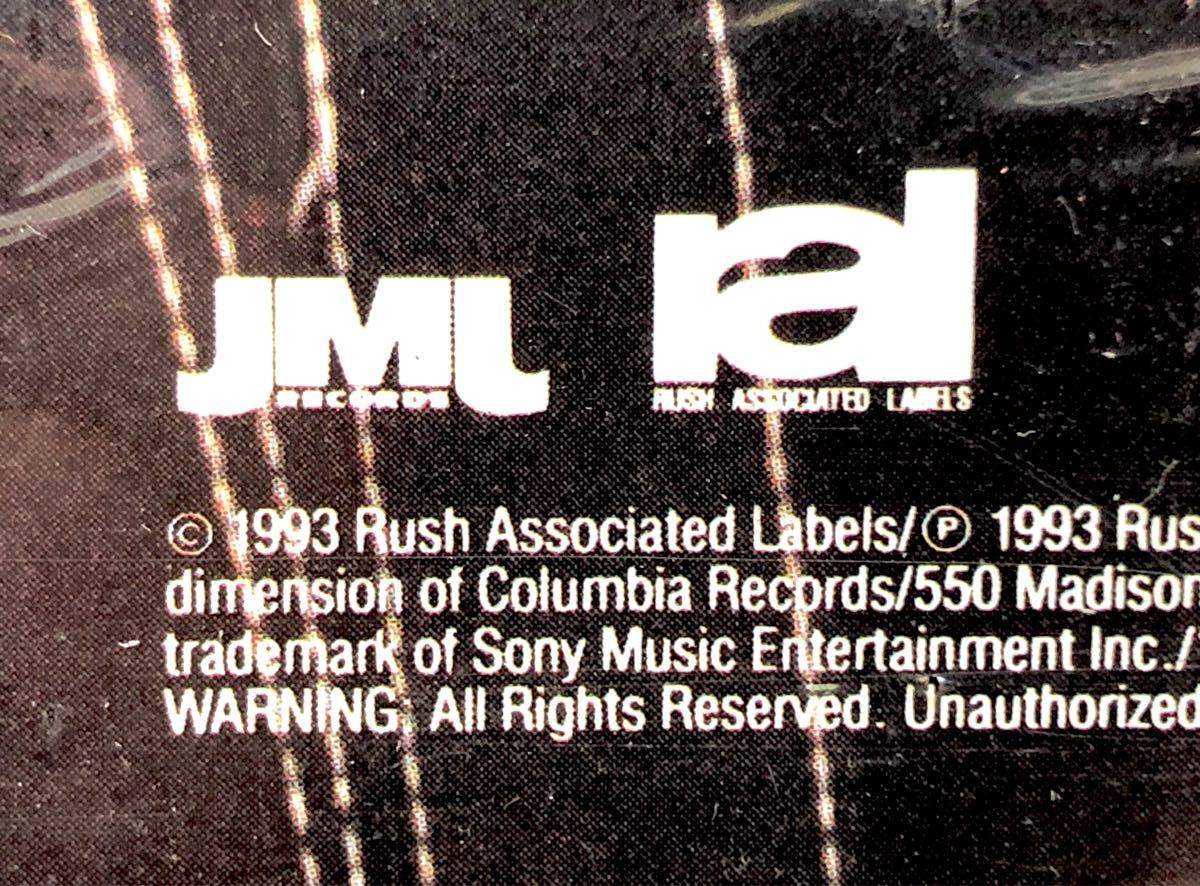 JMJ
RECORDS
ral
RUSH ASSOCIATED LABELS
© 1993 Rush Associated Labels/℗ 1993 Rus
dimension of Columbia Records/550 Madison
trademark of Sony Music Entertainment Inc./
WARNING: All Rights Reserved. Unauthorized